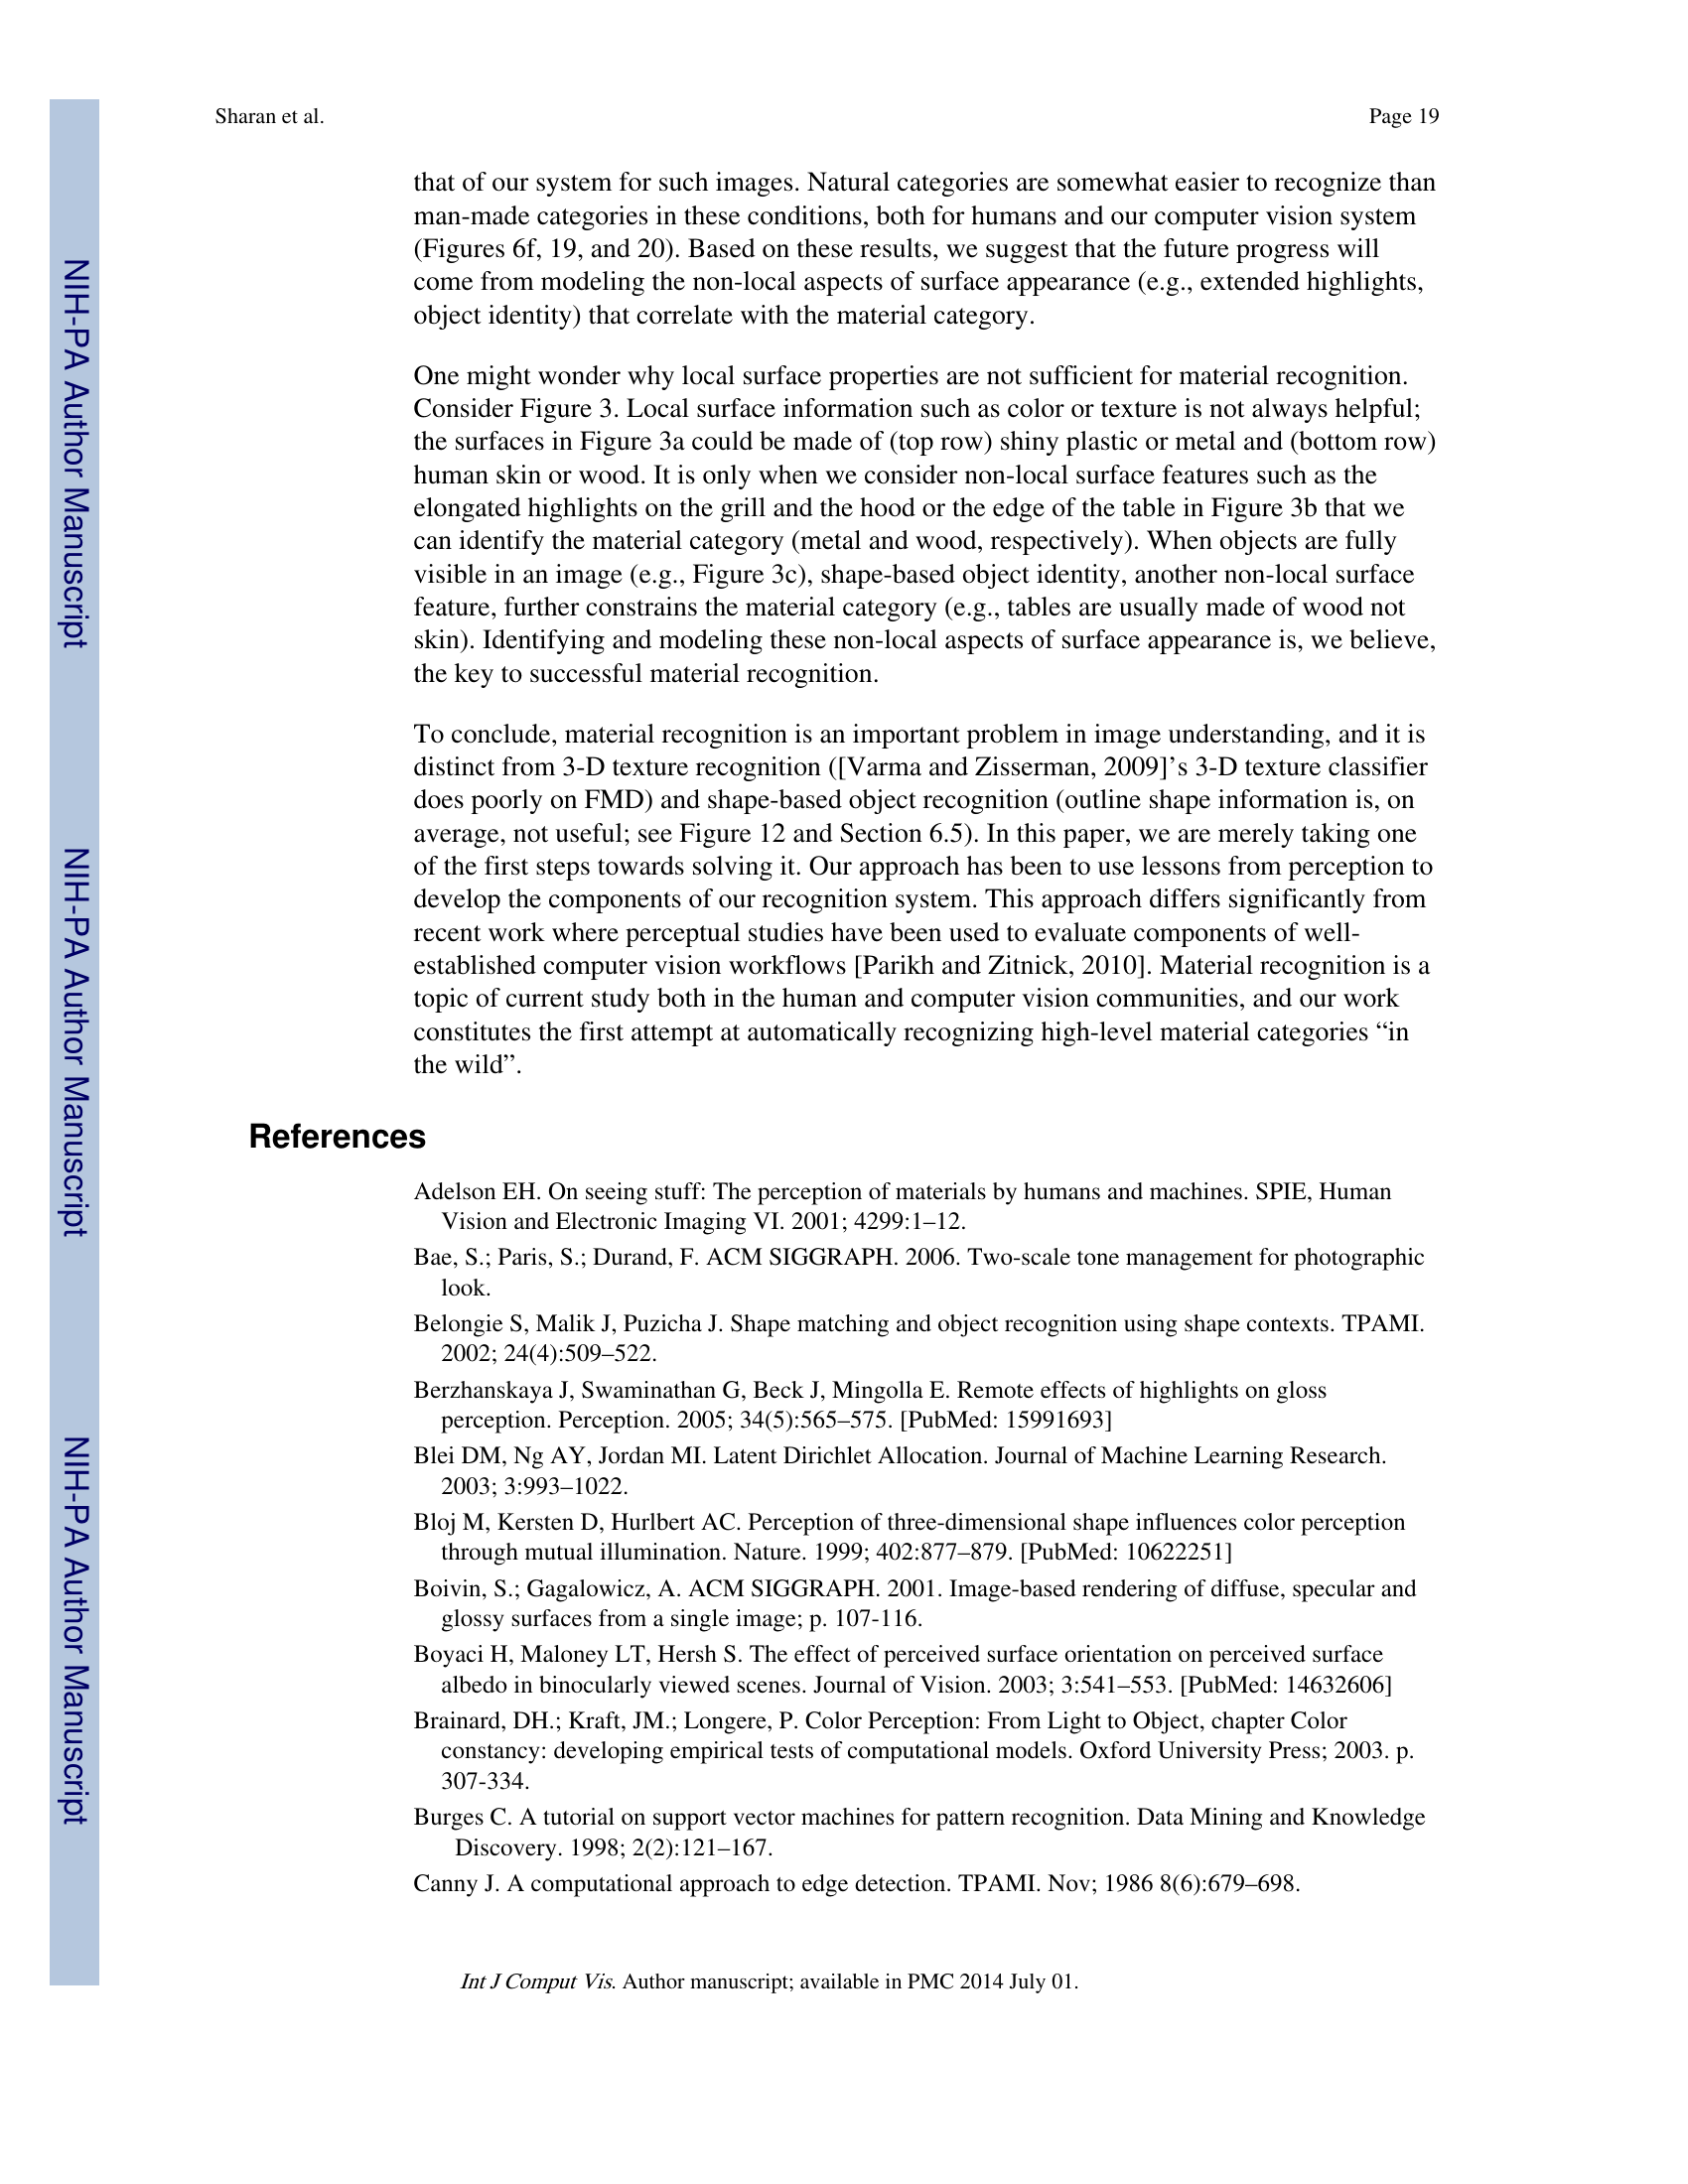 Sharan et al.
Page 19
that of our system for such images. Natural categories are somewhat easier to recognize than
man-made categories in these conditions, both for humans and our computer vision system
(Figures 6f, 19, and 20). Based on these results, we suggest that the future progress will
come from modeling the non-local aspects of surface appearance (e.g., extended highlights,
object identity) that correlate with the material category.
One might wonder why local surface properties are not sufficient for material recognition.
Consider Figure 3. Local surface information such as color or texture is not always helpful;
the surfaces in Figure 3a could be made of (top row) shiny plastic or metal and (bottom row)
human skin or wood. It is only when we consider non-local surface features such as the
elongated highlights on the grill and the hood or the edge of the table in Figure 3b that we
can identify the material category (metal and wood, respectively). When objects are fully
visible in an image (e.g., Figure 3c), shape-based object identity, another non-local surface
feature, further constrains the material category (e.g., tables are usually made of wood not
skin). Identifying and modeling these non-local aspects of surface appearance is, we believe,
the key to successful material recognition.
To conclude, material recognition is an important problem in image understanding, and it is
distinct from 3-D texture recognition ([Varma and Zisserman, 2009]’s 3-D texture classifier
does poorly on FMD) and shape-based object recognition (outline shape information is, on
average, not useful; see Figure 12 and Section 6.5). In this paper, we are merely taking one
of the first steps towards solving it. Our approach has been to use lessons from perception to
develop the components of our recognition system. This approach differs significantly from
recent work where perceptual studies have been used to evaluate components of well-
established computer vision workflows [Parikh and Zitnick, 2010]. Material recognition is a
topic of current study both in the human and computer vision communities, and our work
constitutes the first attempt at automatically recognizing high-level material categories “in
the wild”.
References
Adelson EH. On seeing stuff: The perception of materials by humans and machines. SPIE, Human
Vision and Electronic Imaging VI. 2001; 4299:1–12.
Bae, S.; Paris, S.; Durand, F. ACM SIGGRAPH. 2006. Two-scale tone management for photographic
look.
Belongie S, Malik J, Puzicha J. Shape matching and object recognition using shape contexts. TPAMI.
2002; 24(4):509–522.
Berzhanskaya J, Swaminathan G, Beck J, Mingolla E. Remote effects of highlights on gloss
perception. Perception. 2005; 34(5):565–575. [PubMed: 15991693]
Blei DM, Ng AY, Jordan MI. Latent Dirichlet Allocation. Journal of Machine Learning Research.
2003; 3:993–1022.
Bloj M, Kersten D, Hurlbert AC. Perception of three-dimensional shape influences color perception
through mutual illumination. Nature. 1999; 402:877–879. [PubMed: 10622251]
Boivin, S.; Gagalowicz, A. ACM SIGGRAPH. 2001. Image-based rendering of diffuse, specular and
glossy surfaces from a single image; p. 107-116.
Boyaci H, Maloney LT, Hersh S. The effect of perceived surface orientation on perceived surface
albedo in binocularly viewed scenes. Journal of Vision. 2003; 3:541–553. [PubMed: 14632606]
Brainard, DH.; Kraft, JM.; Longere, P. Color Perception: From Light to Object, chapter Color
constancy: developing empirical tests of computational models. Oxford University Press; 2003. p.
307-334.
Burges C. A tutorial on support vector machines for pattern recognition. Data Mining and Knowledge
Discovery. 1998; 2(2):121–167.
Canny J. A computational approach to edge detection. TPAMI. Nov; 1986 8(6):679–698.
Int J Comput Vis. Author manuscript; available in PMC 2014 July 01.
NIH-PA Author Manuscript
NIH-PA Author Manuscript
NIH-PA Author Manuscript